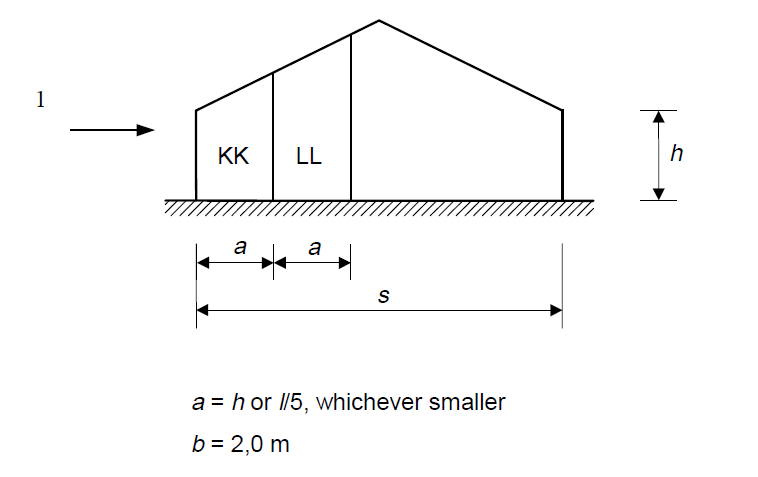 1
KK LL
h
a a
s
a = h or l/5, whichever smaller
b = 2,0 m